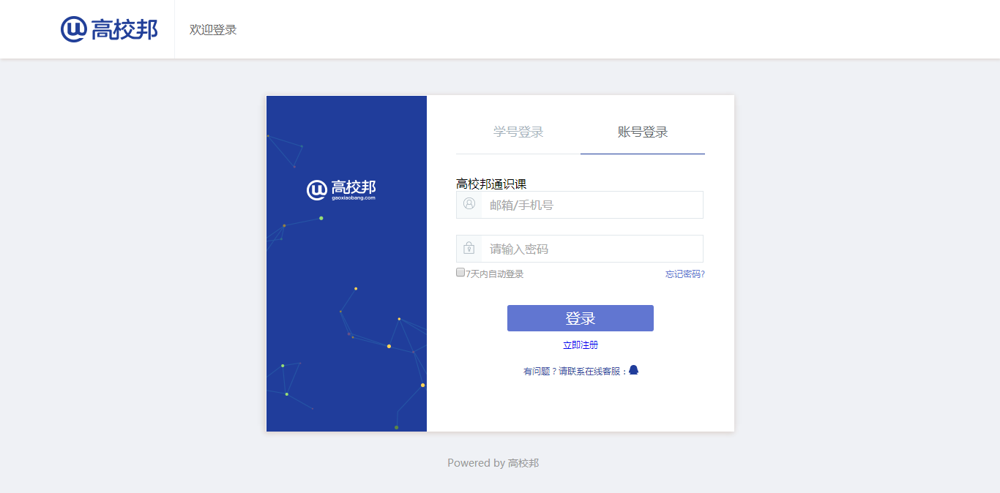 高校邦
欢迎登录
高校邦
gaoxiaobang.com
学号登录
账号登录
高校邦通识课
邮箱/手机号
请输入密码
7天内自动登录
忘记密码?
登录
立即注册
有问题？请联系在线客服：
Powered by 高校邦